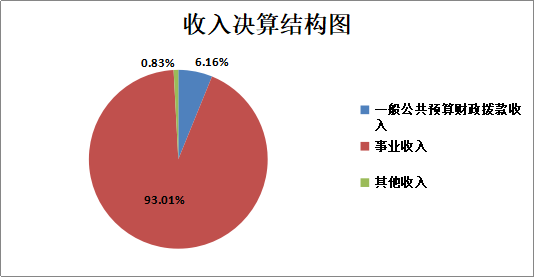 收入决算结构图
0.83%
6.16%
93.01%
一般公共预算财政拨款收
入
事业收入
其他收入